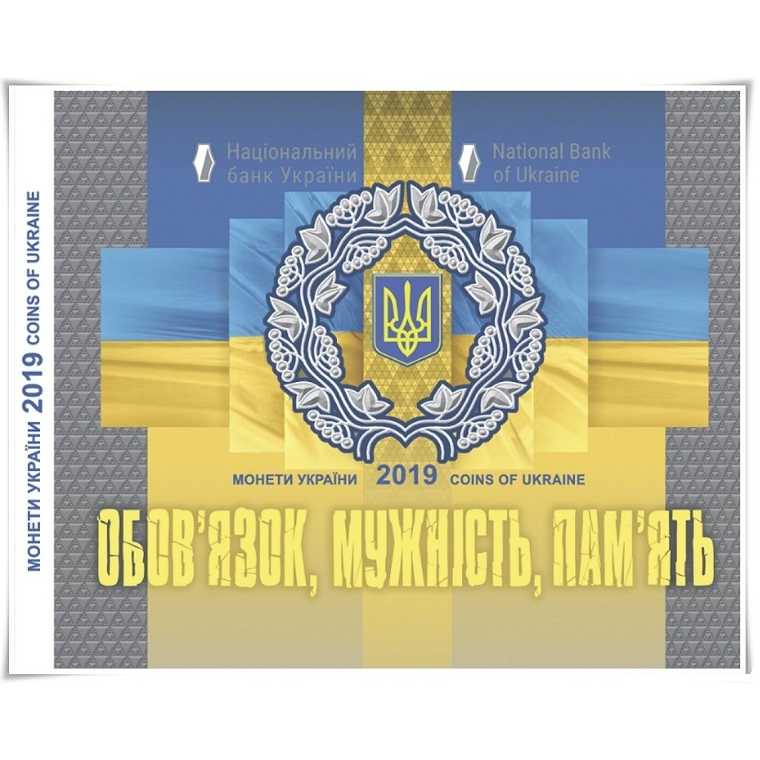 МОНЕТИ УКРАЇНИ 2019 COINS OF UKRAINE
Національний
банк України
National Bank
of Ukraine
МОНЕТИ УКРАЇНИ 2019 COINS OF UKRAINE
ОБОВ'ЯЗОК, МУЖНІСТЬ, ПАМ'ЯТЬ